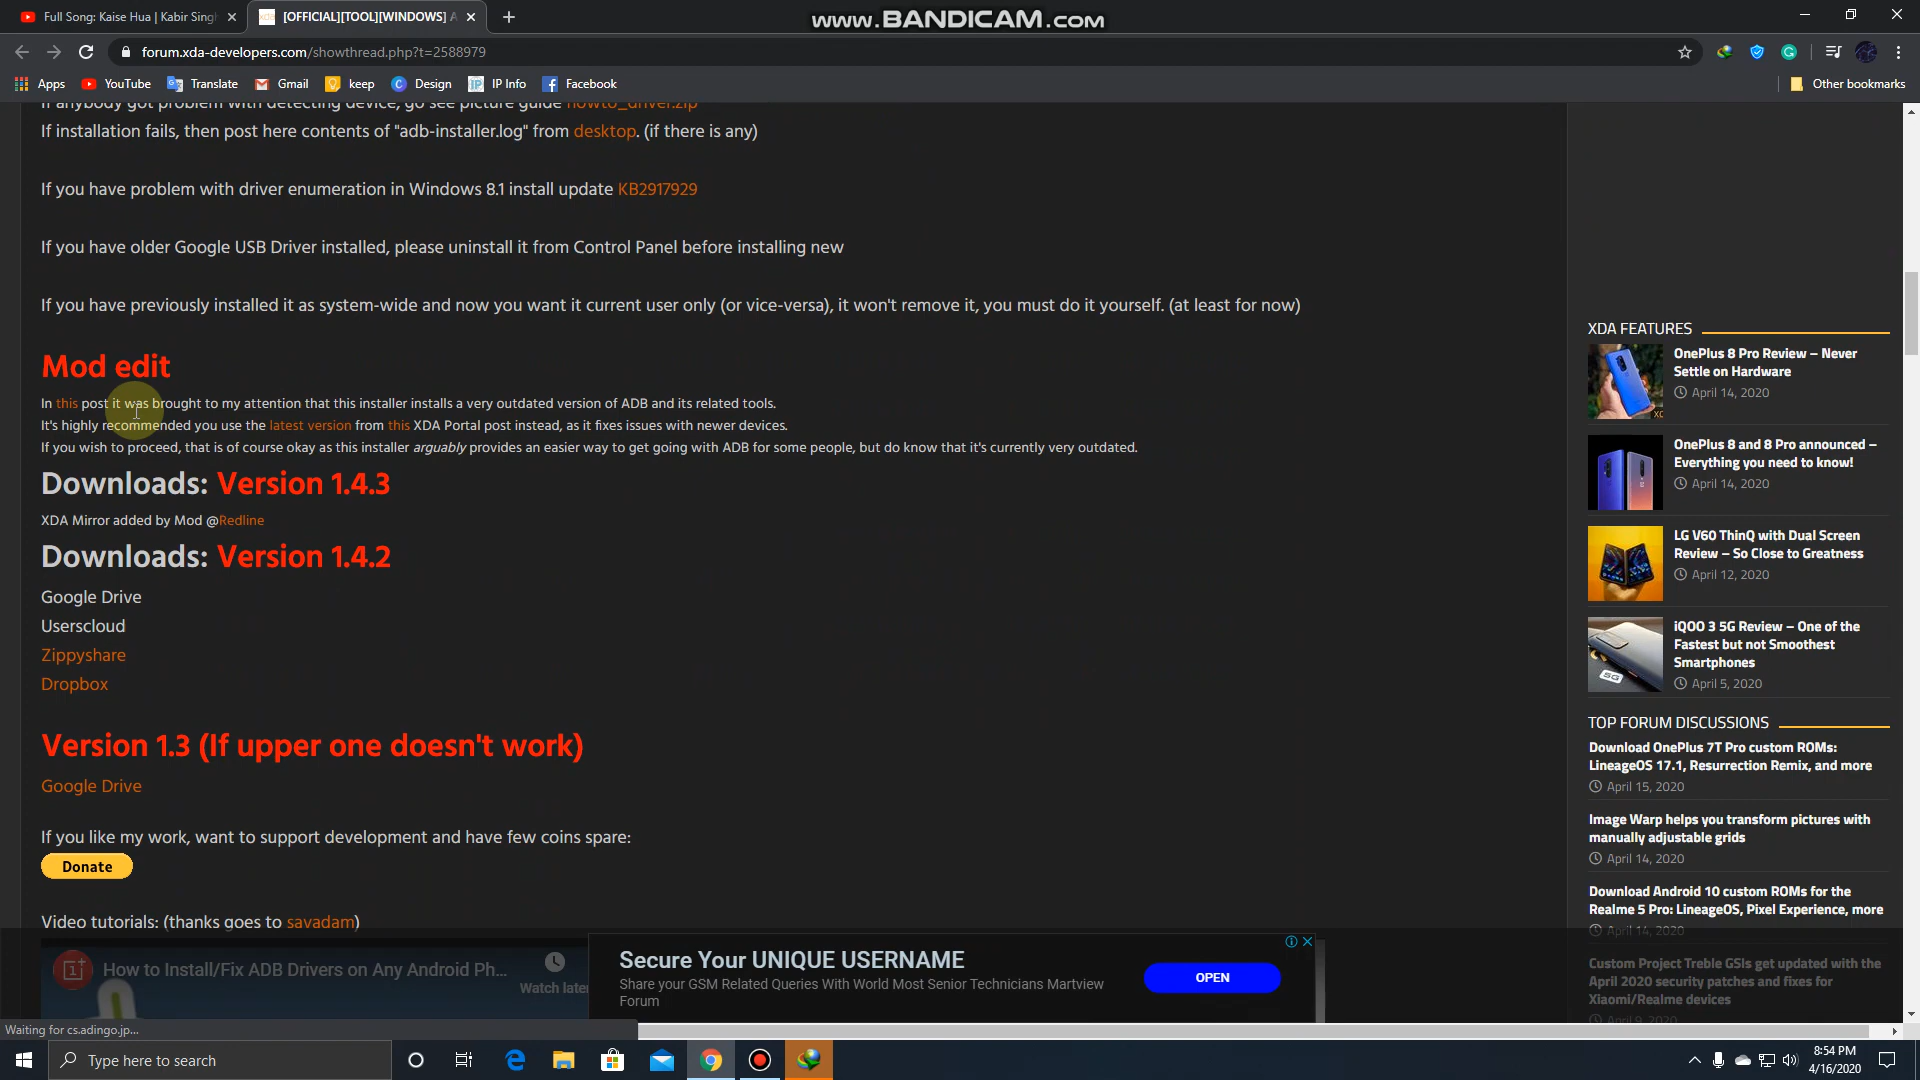 Full Song: Kaise Hua | Kabir Singh
[OFFICIAL][TOOL][WINDOWS] A
www.BANDICAM.com
forum.xda-developers.com/showthread.php?t=2588979
Apps
YouTube
Translate
Gmail
keep
Design
IP Info
Facebook
Other bookmarks
If anybody got problem with detecting device, go see picture guide howto_driver.zip
If installation fails, then post here contents of "adb-installer.log" from desktop. (if there is any)
If you have problem with driver enumeration in Windows 8.1 install update KB2917929
If you have older Google USB Driver installed, please uninstall it from Control Panel before installing new
If you have previously installed it as system-wide and now you want it current user only (or vice-versa), it won't remove it, you must do it yourself. (at least for now)
Mod edit
In this post it was brought to my attention that this installer installs a very outdated version of ADB and its related tools.
It's highly recommended you use the latest version from this XDA Portal post instead, as it fixes issues with newer devices.
If you wish to proceed, that is of course okay as this installer arguably provides an easier way to get going with ADB for some people, but do know that it's currently very outdated.
Downloads: Version 1.4.3
XDA Mirror added by Mod @Redline
Downloads: Version 1.4.2
Google Drive
Userscloud
Zippyshare
Dropbox
Version 1.3 (If upper one doesn't work)
Google Drive
If you like my work, want to support development and have few coins spare:
Donate
Video tutorials: (thanks goes to savadam)
How to Install/Fix ADB Drivers on Any Android Ph...
Watch later
Secure Your UNIQUE USERNAME
Share your GSM Related Queries With World Most Senior Technicians Martview
Forum
OPEN
XDA FEATURES
OnePlus 8 Pro Review – Never
Settle on Hardware
April 14, 2020
OnePlus 8 and 8 Pro announced –
Everything you need to know!
April 14, 2020
LG V60 ThinQ with Dual Screen
Review – So Close to Greatness
April 12, 2020
iQOO 3 5G Review – One of the
Fastest but not Smoothest
Smartphones
April 5, 2020
TOP FORUM DISCUSSIONS
Download OnePlus 7T Pro custom ROMs:
LineageOS 17.1, Resurrection Remix, and more
April 15, 2020
Image Warp helps you transform pictures with
manually adjustable grids
April 14, 2020
Download Android 10 custom ROMs for the
Realme 5 Pro: LineageOS, Pixel Experience, more
April 14, 2020
Custom Project Treble GSIs get updated with the
April 2020 security patches and fixes for
Xiaomi/Realme devices
April 9, 2020
Waiting for cs.adingo.jp...
Type here to search
8:54 PM
4/16/2020